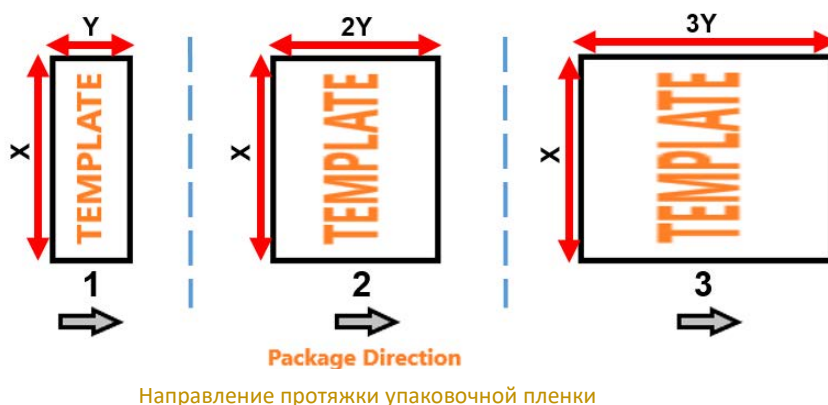 Y
2Y
3Y
X
TEMPLATE
X
TEMPLATE
X
TEMPLATE
1
2
3
Package Direction
Направление протяжки упаковочной пленки